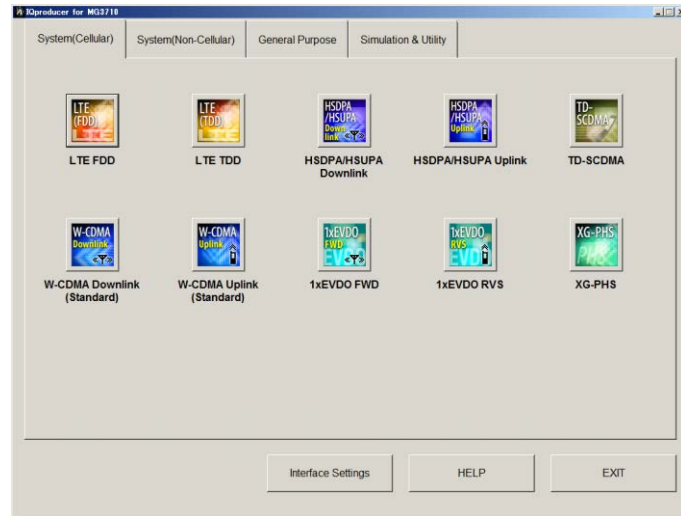 IQproducer for MG3710
System(Cellular)
System(Non-Cellular)
General Purpose
Simulation & Utility
LTE
(FDD)
LTE
(TDD)
HSDPA
/HSUPA
Down
link
HSDPA
/HSUPA
Uplink
TD-
SCDMA
LTE FDD
LTE TDD
HSDPA/HSUPA
Downlink
HSDPA/HSUPA Uplink
TD-SCDMA
W-CDMA
Downlink
W-CDMA
Uplink
1xEVDO
FWD
EV
1xEVDO
RVS
EVD
XG-PHS
PHS
W-CDMA Downlink
(Standard)
W-CDMA Uplink
(Standard)
1xEVDO FWD
1xEVDO RVS
XG-PHS
Interface Settings
HELP
EXIT